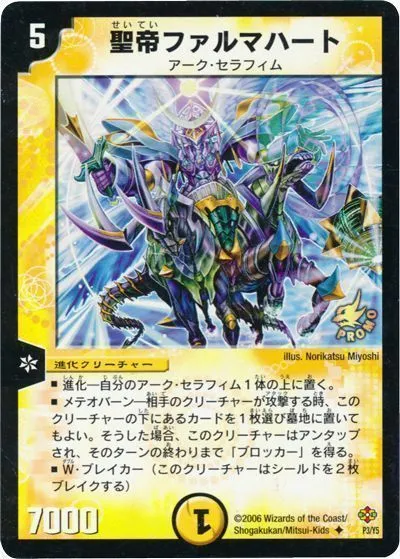 5
せいてい
聖帝ファルマハート
アーク・セラフィム
PROMO
illus. Norikatsu Miyoshi
進化クリーチャー
■ 進化―自分のアーク・セラフィム1体の上に置く。
■ メテオバーン―相手のクリーチャーが攻撃する時、この
クリーチャーの下にあるカードを1枚選び墓地に置いて
もよい。そうした場合、このクリーチャーはアンタップ
され、そのターンの終わりまで「ブロッカー」を得る。
■ W・ブレイカー(このクリーチャーはシールドを2枚
ブレイクする)
7000
1
©2006 Wizards of the Coast/
Shogakukan/Mitsui-Kids
P3/Y5